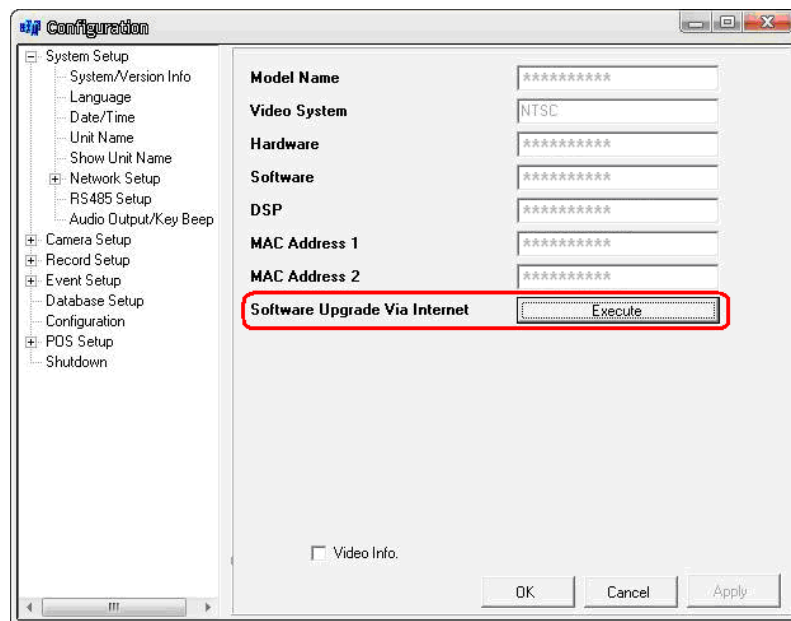 Configuration
System Setup
System/Version Info
Language
Date/Time
Unit Name
Show Unit Name
Network Setup
RS485 Setup
Audio Output/Key Beep
Camera Setup
Record Setup
Event Setup
Database Setup
Configuration
POS Setup
Shutdown
Model Name **********
Video System NTSC
Hardware **********
Software **********
DSP **********
MAC Address 1 **********
MAC Address 2 **********
Software Upgrade Via Internet Execute
Video Info.
OK Cancel Apply